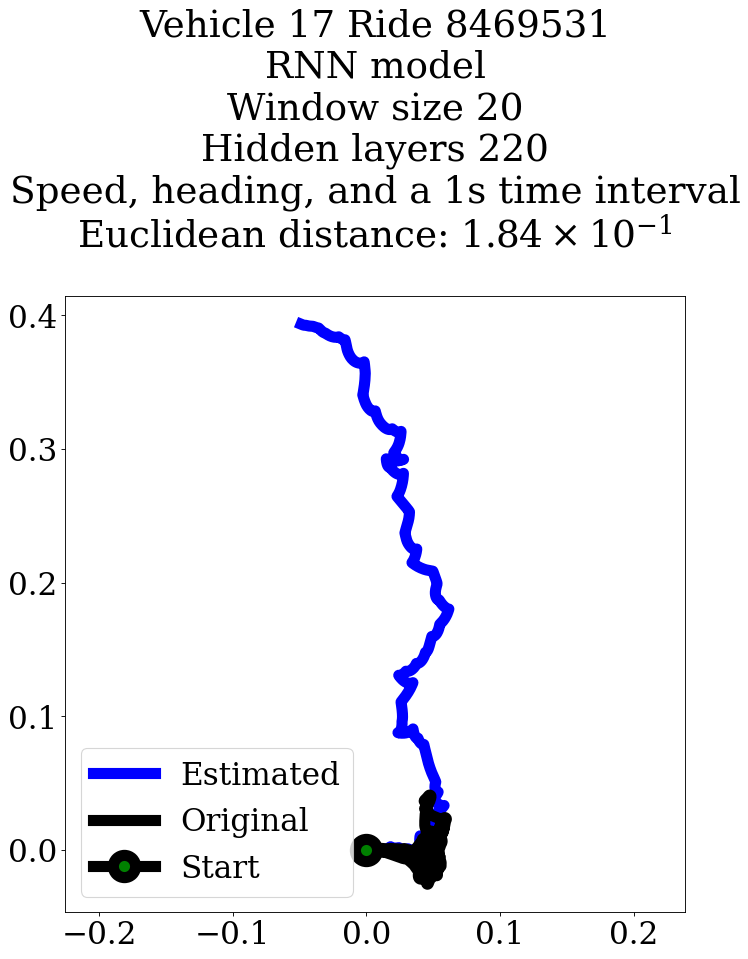 Vehicle 17 Ride 8469531
RNN model
Window size 20
Hidden layers 220
Speed, heading, and a 1s time interval
Euclidean distance: 1.84 × 10⁻¹
0.4
0.3
0.2
0.1
0.0
Estimated
Original
Start
−0.2 −0.1 0.0 0.1 0.2